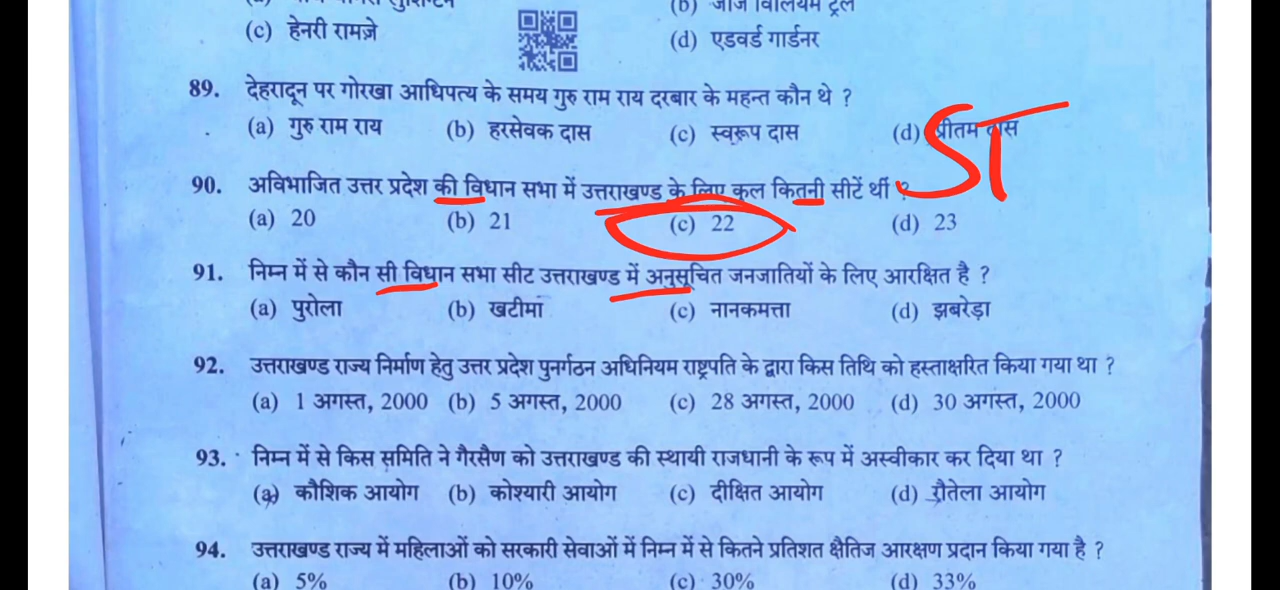 (b) जॉर्ज विलियम ट्रेल
(c) हेनरी रामज़े (d) एडवर्ड गार्डनर
89. देहरादून पर गोरखा आधिपत्य के समय गुरु राम राय दरबार के महन्त कौन थे ?
(a) गुरु राम राय (b) हरसेवक दास (c) स्वरूप दास (d) प्रीतम दास
ST
90. अविभाजित उत्तर प्रदेश की विधान सभा में उत्तराखण्ड के लिए कुल कितनी सीटें थीं ?
(a) 20 (b) 21 (c) 22 (d) 23
91. निम्न में से कौन सी विधान सभा सीट उत्तराखण्ड में अनुसूचित जनजातियों के लिए आरक्षित है ?
(a) पुरोला (b) खटीमा (c) नानकमत्ता (d) झबरेड़ा
92. उत्तराखण्ड राज्य निर्माण हेतु उत्तर प्रदेश पुनर्गठन अधिनियम राष्ट्रपति के द्वारा किस तिथि को हस्ताक्षरित किया गया था ?
(a) 1 अगस्त, 2000 (b) 5 अगस्त, 2000 (c) 28 अगस्त, 2000 (d) 30 अगस्त, 2000
93. निम्न में से किस समिति ने गैरसैण को उत्तराखण्ड की स्थायी राजधानी के रूप में अस्वीकार कर दिया था ?
(a) कौशिक आयोग (b) कोश्यारी आयोग (c) दीक्षित आयोग (d) रौतेला आयोग
94. उत्तराखण्ड राज्य में महिलाओं को सरकारी सेवाओं में निम्न में से कितने प्रतिशत क्षैतिज आरक्षण प्रदान किया गया है ?
(a) 5% (b) 10% (c) 30% (d) 33%